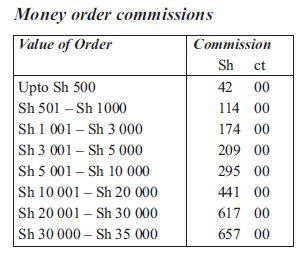 Money order commissions
Value of Order Commission
Sh ct
Upto Sh 500 42 00
Sh 501 – Sh 1000 114 00
Sh 1 001 – Sh 3 000 174 00
Sh 3 001 – Sh 5 000 209 00
Sh 5 001 – Sh 10 000 295 00
Sh 10 001 – Sh 20 000 441 00
Sh 20 001 – Sh 30 000 617 00
Sh 30 000 – Sh 35 000 657 00